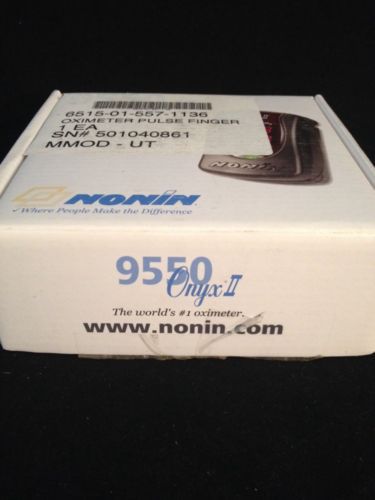 6515-01-557-1136
OXIMETER PULSE FINGER
1 EA
SN# 501040861
MMOD - UT
NONIN
NONIN.
Where People Make the Difference
9550
Onyx II
The world's #1 oximeter.
www.nonin.com